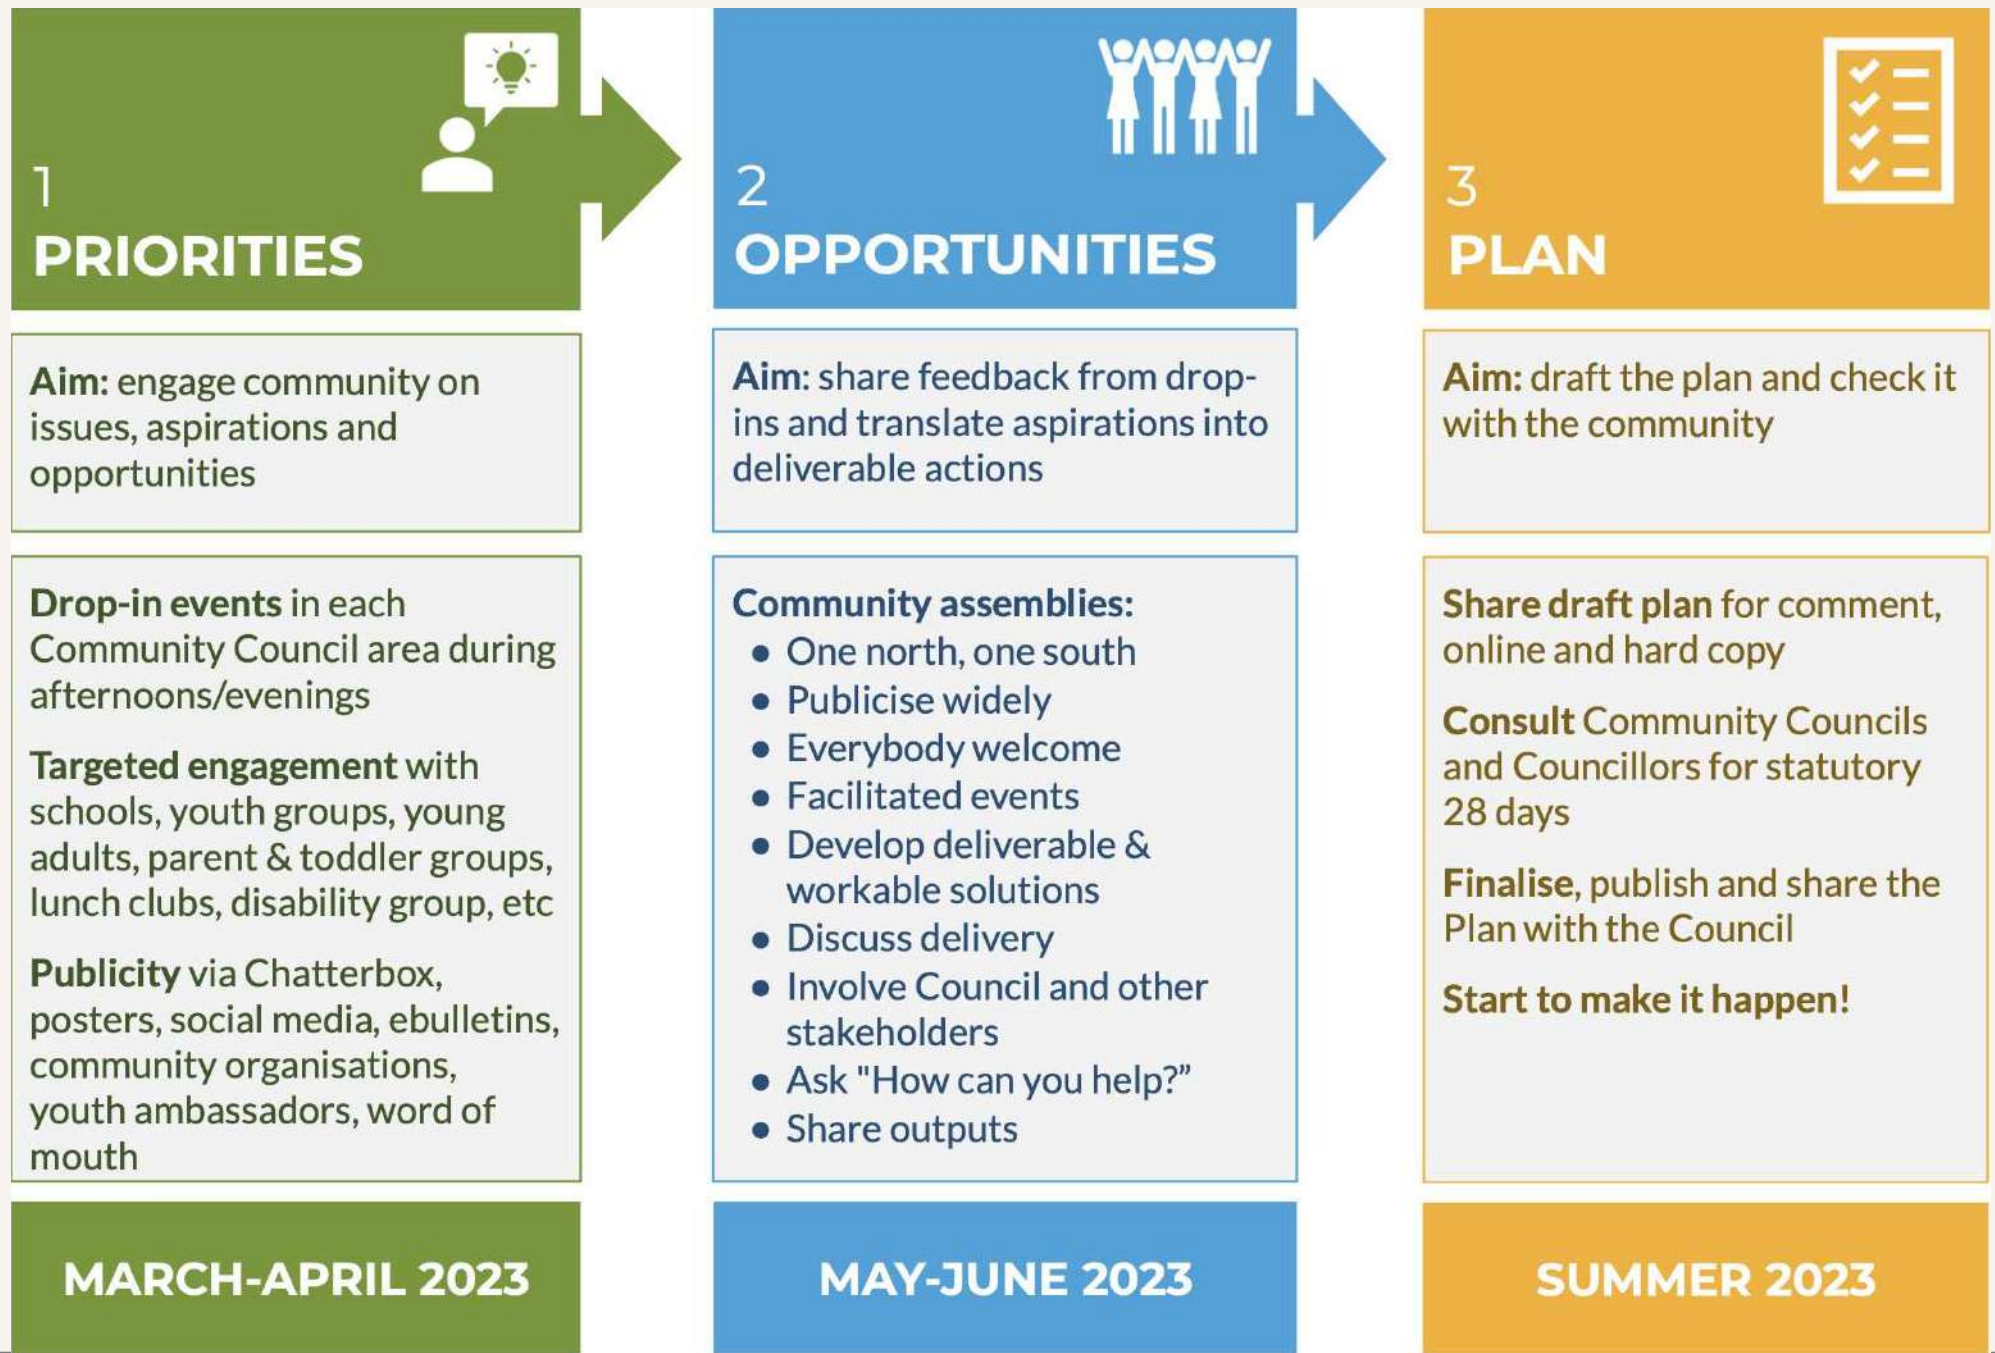 1
PRIORITIES
Aim: engage community on
issues, aspirations and
opportunities
Drop-in events in each
Community Council area during
afternoons/evenings
Targeted engagement with
schools, youth groups, young
adults, parent & toddler groups,
lunch clubs, disability group, etc
Publicity via Chatterbox,
posters, social media, ebulletins,
community organisations,
youth ambassadors, word of
mouth
MARCH-APRIL 2023
2
OPPORTUNITIES
Aim: share feedback from drop-
ins and translate aspirations into
deliverable actions
Community assemblies:
● One north, one south
● Publicise widely
● Everybody welcome
● Facilitated events
● Develop deliverable &
workable solutions
● Discuss delivery
● Involve Council and other
stakeholders
● Ask "How can you help?”
● Share outputs
MAY-JUNE 2023
3
PLAN
Aim: draft the plan and check it
with the community
Share draft plan for comment,
online and hard copy
Consult Community Councils
and Councillors for statutory
28 days
Finalise, publish and share the
Plan with the Council
Start to make it happen!
SUMMER 2023